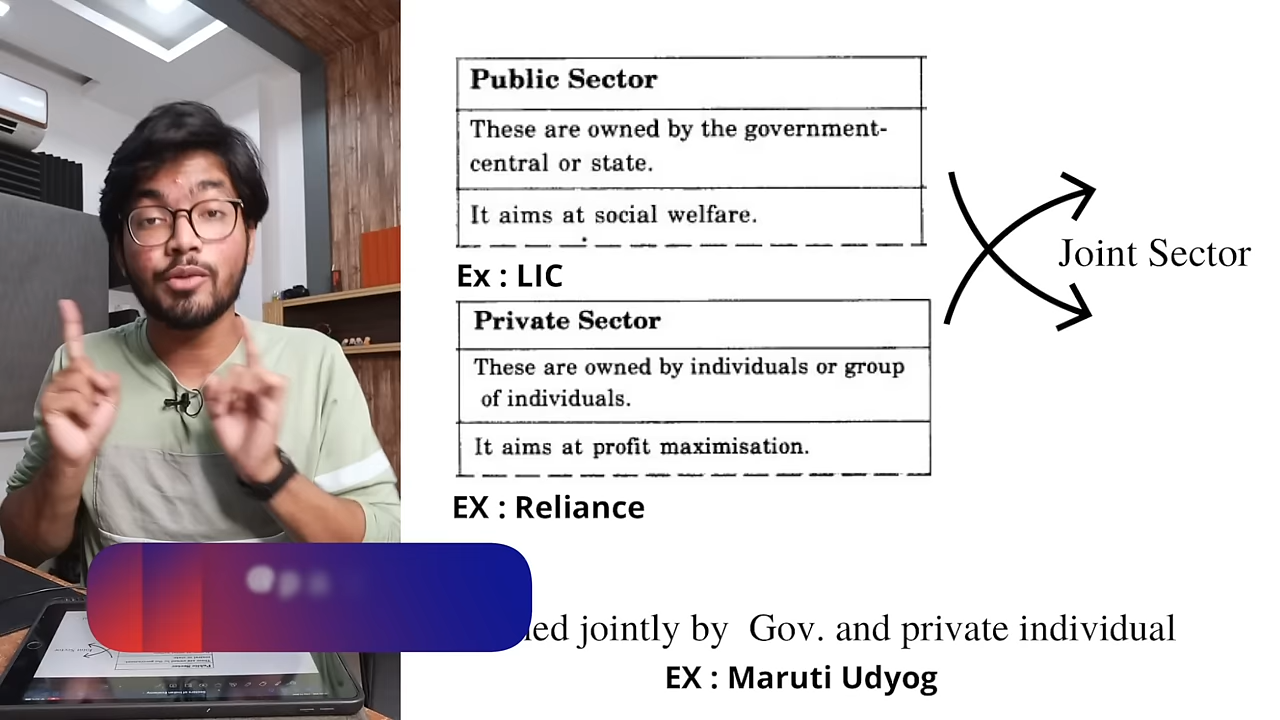 Public Sector
These are owned by the government-
central or state.
It aims at social welfare.
Ex : LIC
Private Sector
These are owned by individuals or group
of individuals.
It aims at profit maximisation.
EX : Reliance
Joint Sector
jointly by Gov. and private individual
EX : Maruti Udyog